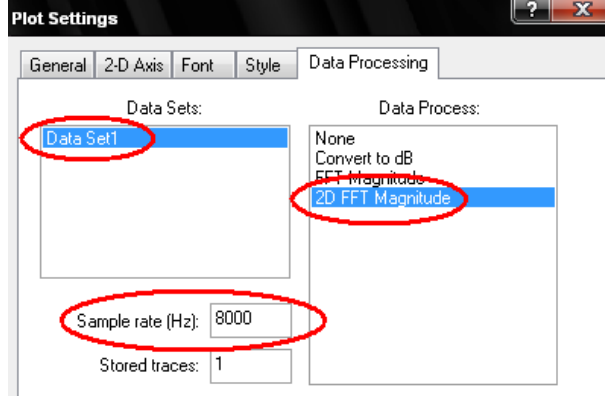 Plot Settings
? X
General 2-D Axis Font Style Data Processing
Data Sets:
Data Process:
Data Set1
None
Convert to dB
FFT Magnitude
2D FFT Magnitude
Sample rate (Hz): 8000
Stored traces: 1